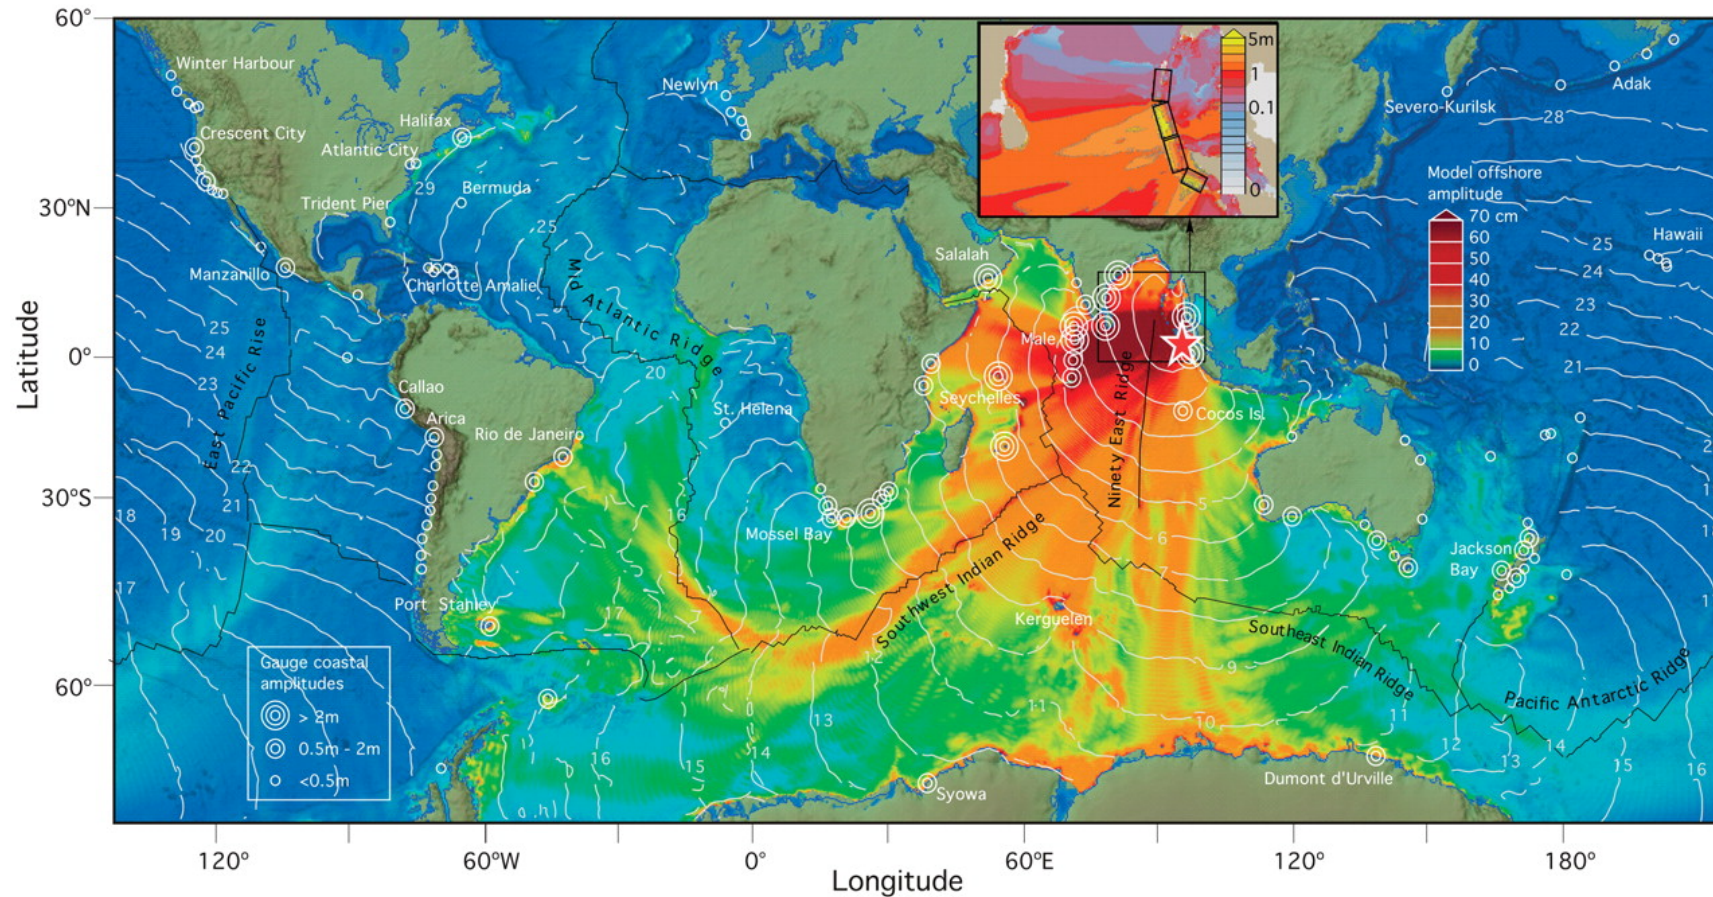 60°
30°N
0°
30°S
60°
Latitude
120°
60°W
0°
60°E
120°
180°
Longitude
Winter Harbour
Crescent City
Manzanillo
Halifax
Atlantic City
Bermuda
Trident Pier
Charlotte Amalie
Newlyn
Mid Atlantic Ridge
East Pacific Rise
Callao
Arica
Rio de Janeiro
St. Helena
Port Stanley
Mossel Bay
Salalah
Male
Seychelles
Cocos Is.
Ninety East Ridge
Southwest Indian Ridge
Kerguelen
Southeast Indian Ridge
Pacific Antarctic Ridge
Jackson
Bay
Syowa
Dumont d'Urville
Severo-Kurilsk
Adak
Hawaii
5m
1
0.1
0
Model offshore
amplitude
70 cm
60
50
40
30
20
10
0
Gauge coastal
amplitudes
> 2m
0.5m - 2m
<0.5m
29
25
20
16
17
25
24
23
22
21
18
19
20
17
28
25
24
23
22
21
5
6
7
9
10
11
12
13
14
15
16
11
12
13
14
15
16